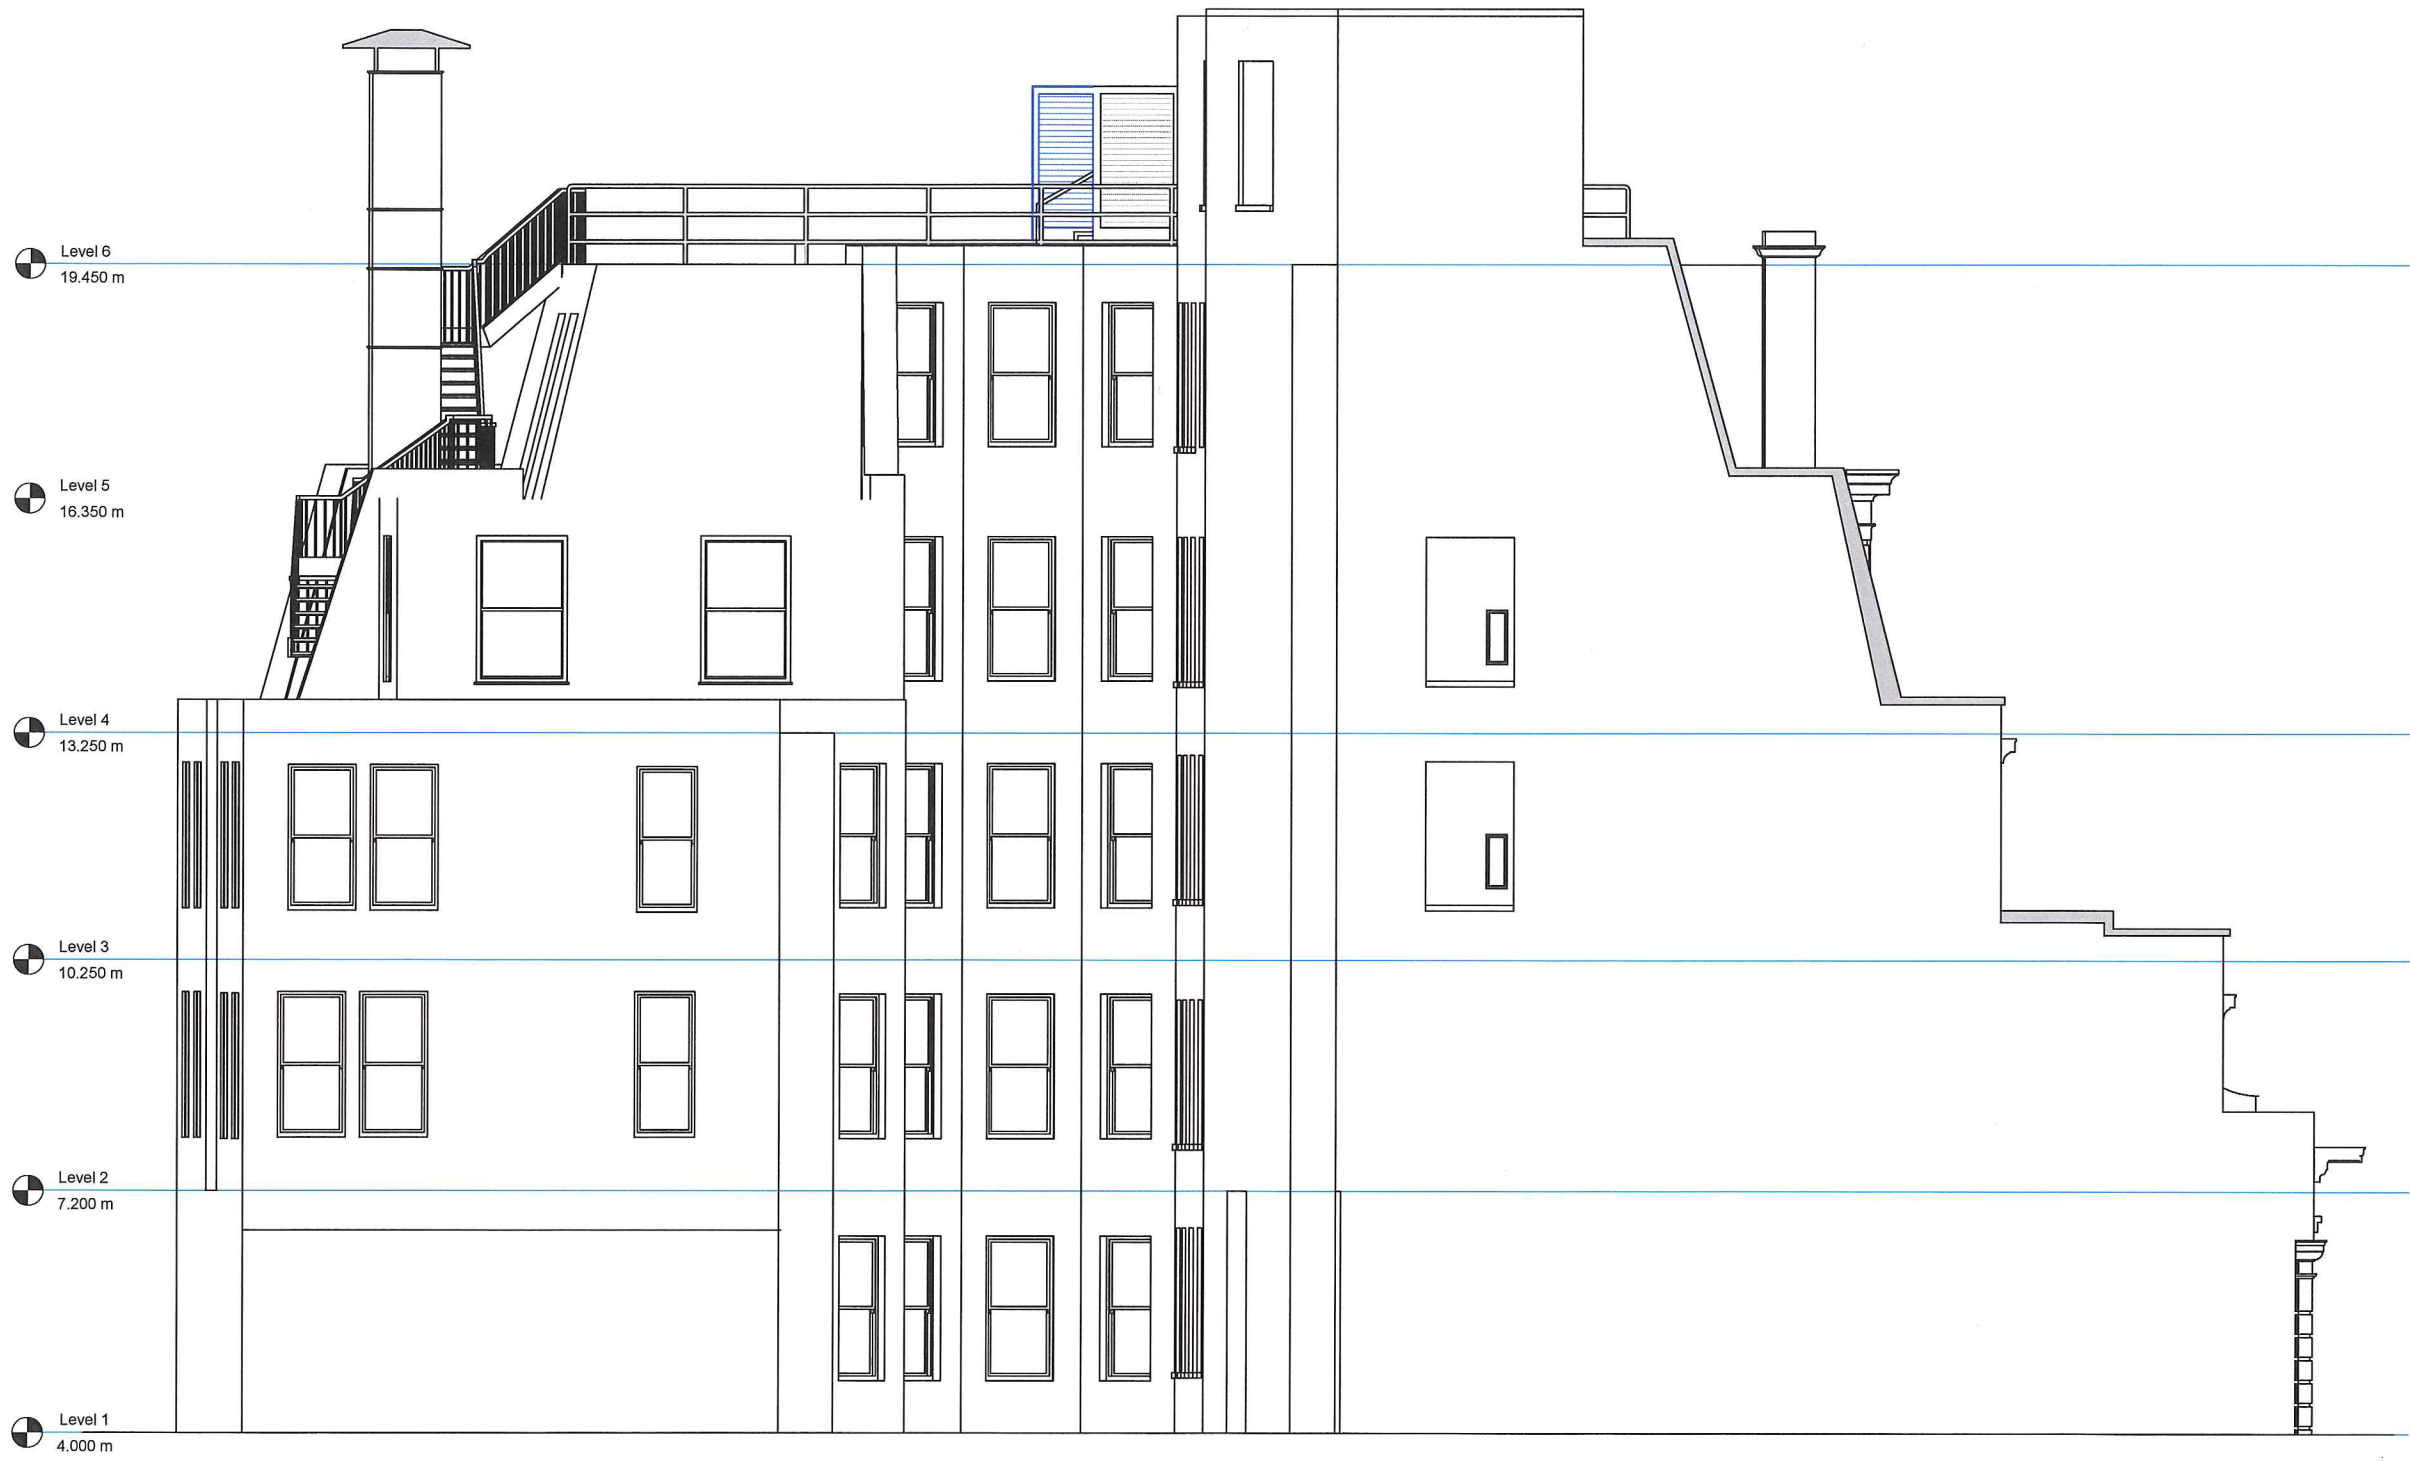 Level 6
19.450 m
Level 5
16.350 m
Level 4
13.250 m
Level 3
10.250 m
Level 2
7.200 m
Level 1
4.000 m